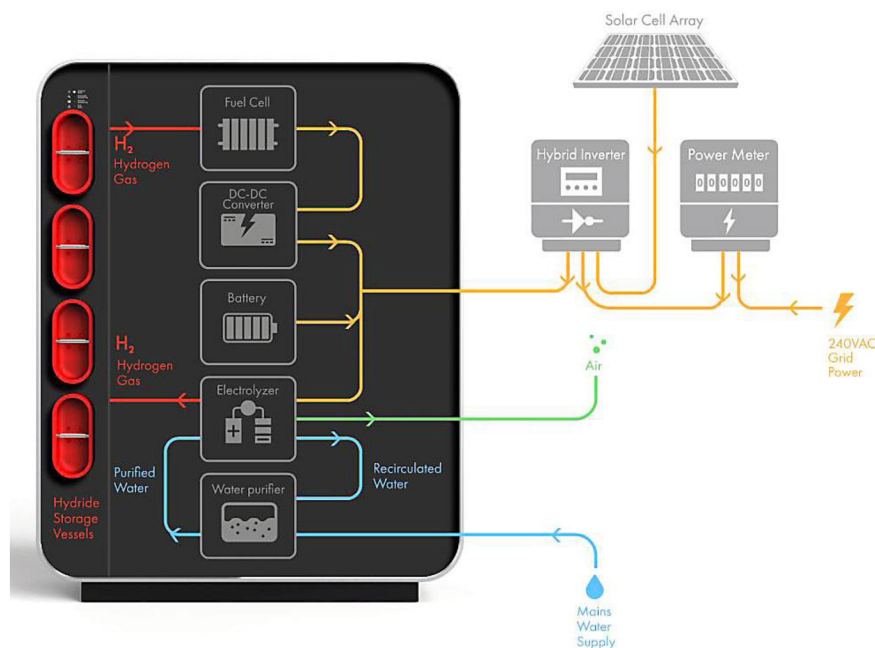 Solar Cell Array
Fuel Cell
H2
Hydrogen
Gas
Hybrid Inverter
Power Meter
000000
DC-DC
Converter
Battery
H2
Hydrogen
Gas
240VAC
Grid
Power
Air
Electrolyzer
Purified
Water
Recirculated
Water
Water purifier
Hydride
Storage
Vessels
Mains
Water
Supply